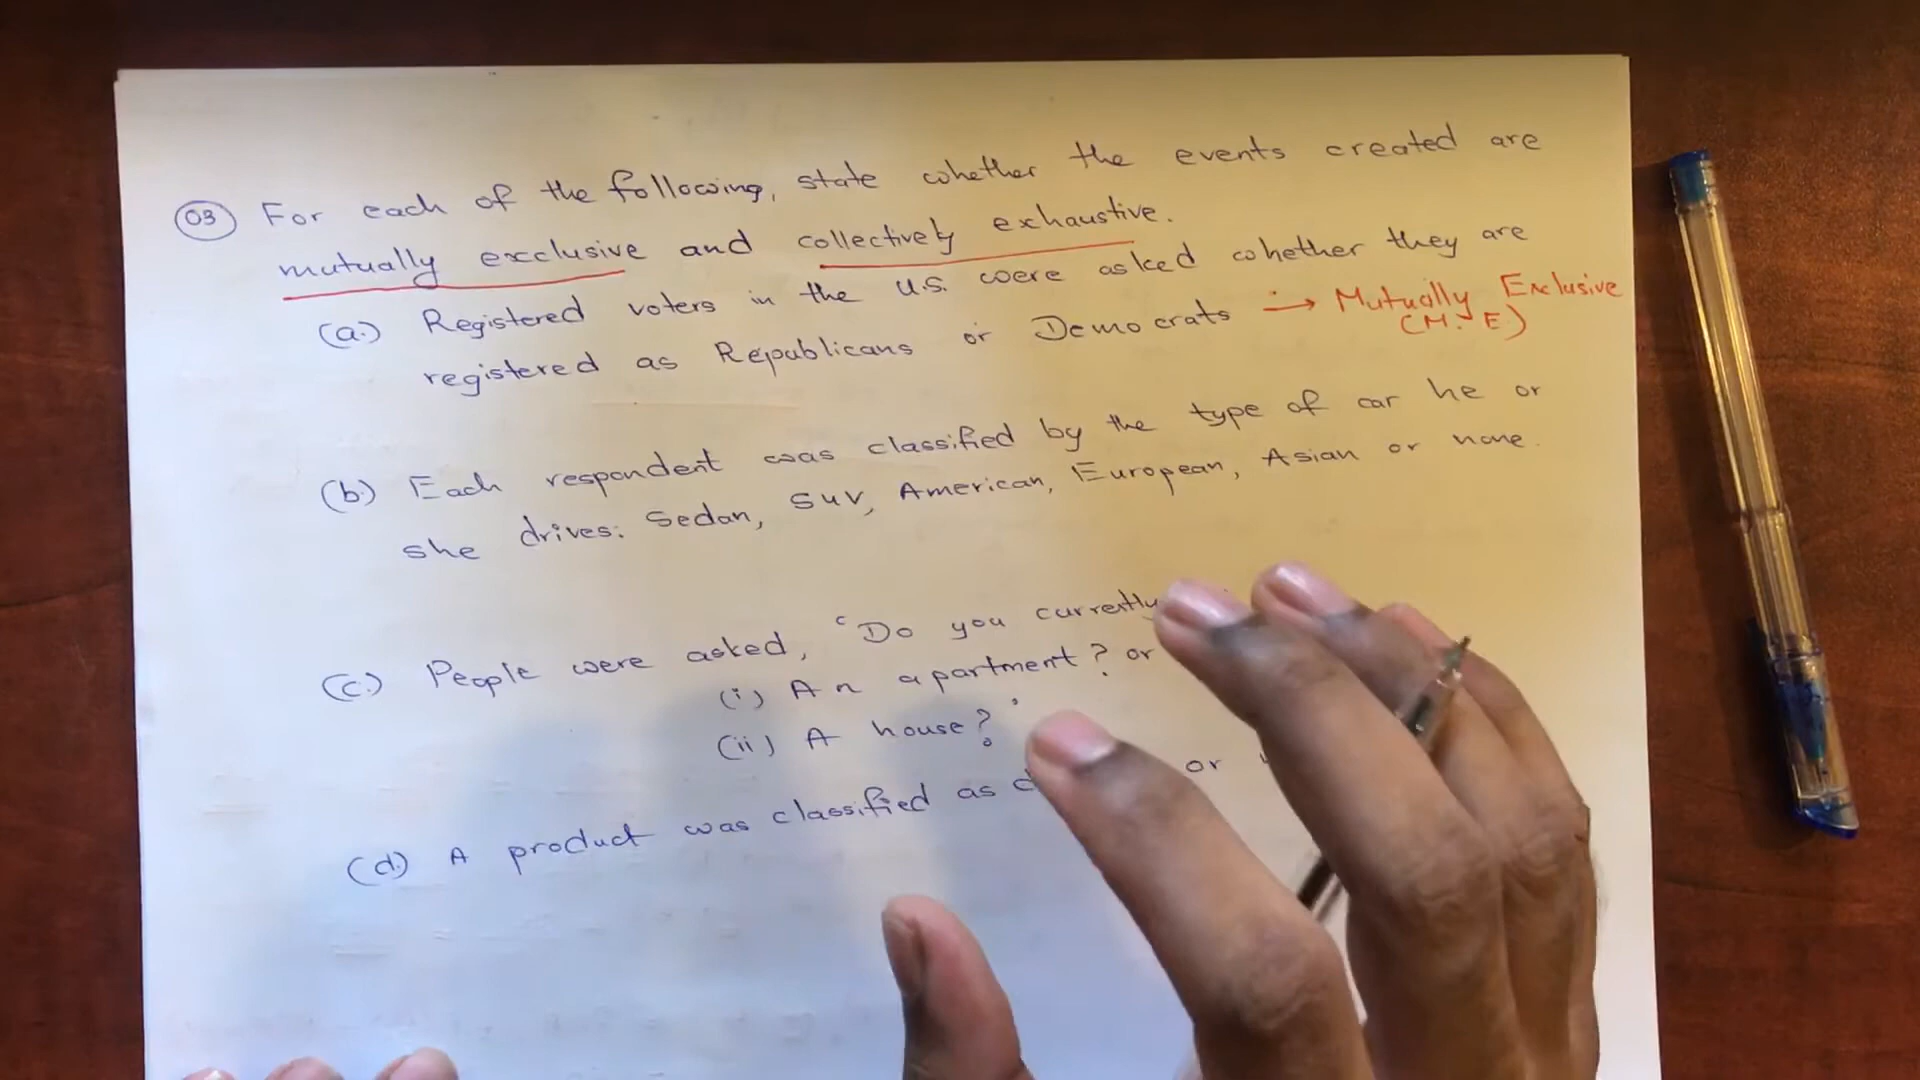 03 For each of the following, state whether the events created are
mutually exclusive and collectively exhaustive.
(a.) Registered voters in the U.S. were asked whether they are
registered as Republicans or Democrats → Mutually Exclusive
(M. E)
(b.) Each respondent was classified by the type of car he or
she drives: Sedan, SUV, American, European, Asian or none.
(c.) People were asked, 'Do you currently
(i) An apartment? or
(ii) A house?'
(d.) A product was classified as or